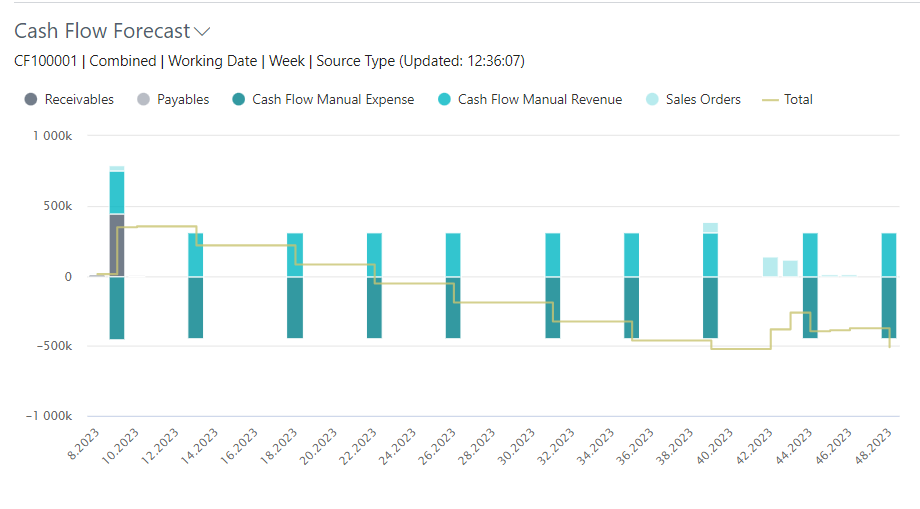 Cash Flow Forecast
CF100001 | Combined | Working Date | Week | Source Type (Updated: 12:36:07)
Receivables Payables Cash Flow Manual Expense Cash Flow Manual Revenue Sales Orders Total
1 000k
500k
0
−500k
−1 000k
8.2023 10.2023 12.2023 14.2023 16.2023 18.2023 20.2023 22.2023 24.2023 26.2023 28.2023 30.2023 32.2023 34.2023 36.2023 38.2023 40.2023 42.2023 44.2023 46.2023 48.2023